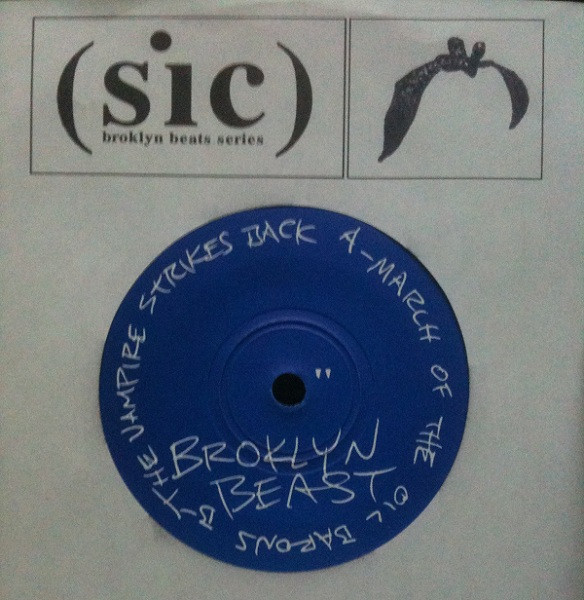 (sic)
broklyn beats series
A-MARCH OF THE OIL BARONS
B-THE VAMPIRE STRIKES BACK
"
BROKLYN
BEAST